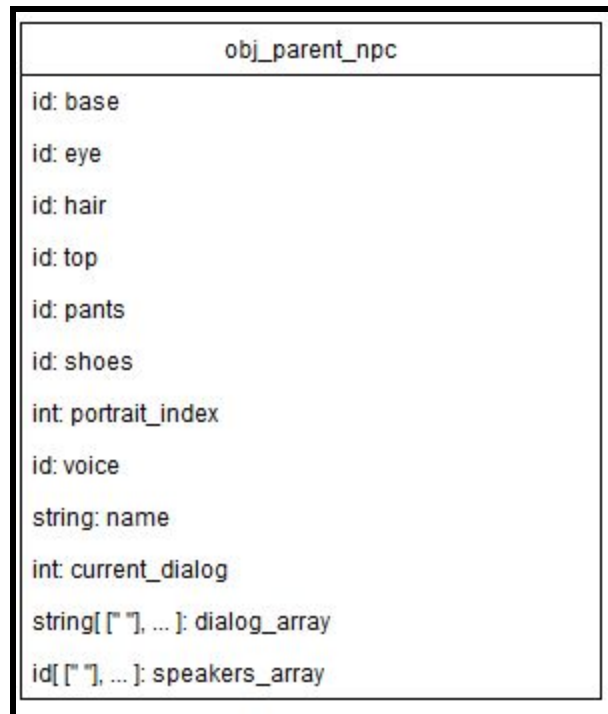 obj_parent_npc
id: base
id: eye
id: hair
id: top
id: pants
id: shoes
int: portrait_index
id: voice
string: name
int: current_dialog
string[ [" "], ... ]: dialog_array
id[ [" "], ... ]: speakers_array